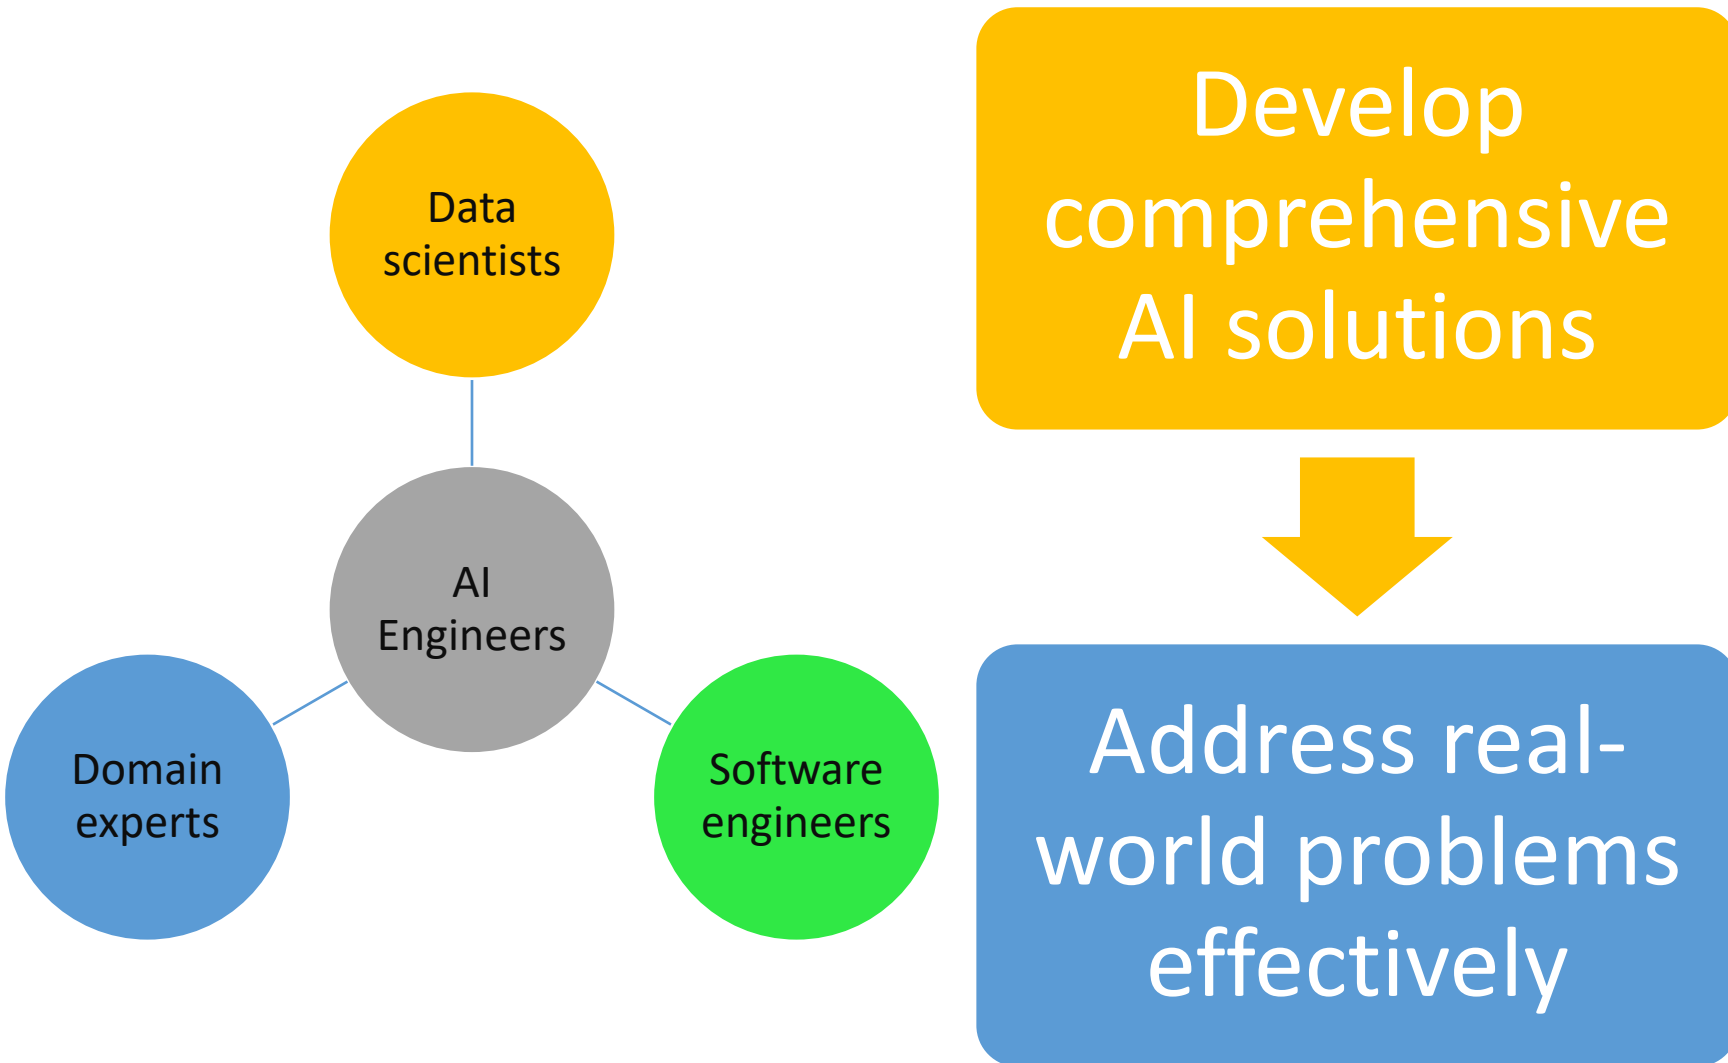 Data
scientists
AI
Engineers
Domain
experts
Software
engineers
Develop
comprehensive
AI solutions
Address real-
world problems
effectively